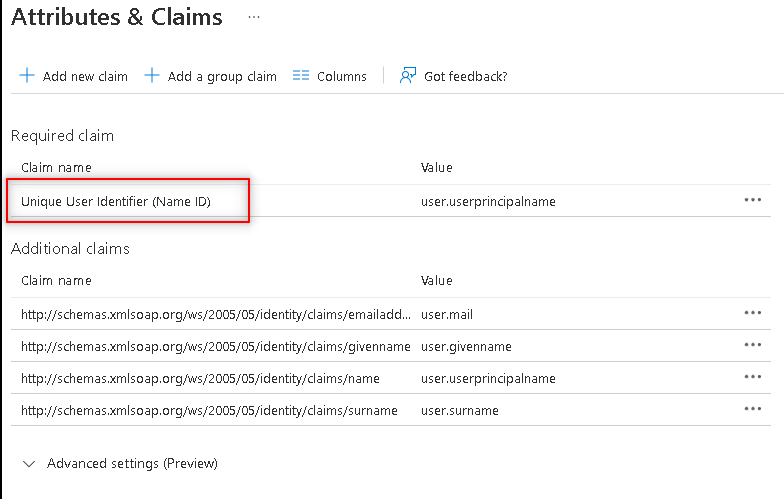 Attributes & Claims ...
Add new claim Add a group claim Columns Got feedback?
Required claim
Claim name Value
Unique User Identifier (Name ID) user.userprincipalname
Additional claims
Claim name Value
http://schemas.xmlsoap.org/ws/2005/05/identity/claims/emailadd... user.mail
http://schemas.xmlsoap.org/ws/2005/05/identity/claims/givenname user.givenname
http://schemas.xmlsoap.org/ws/2005/05/identity/claims/name user.userprincipalname
http://schemas.xmlsoap.org/ws/2005/05/identity/claims/surname user.surname
Advanced settings (Preview)